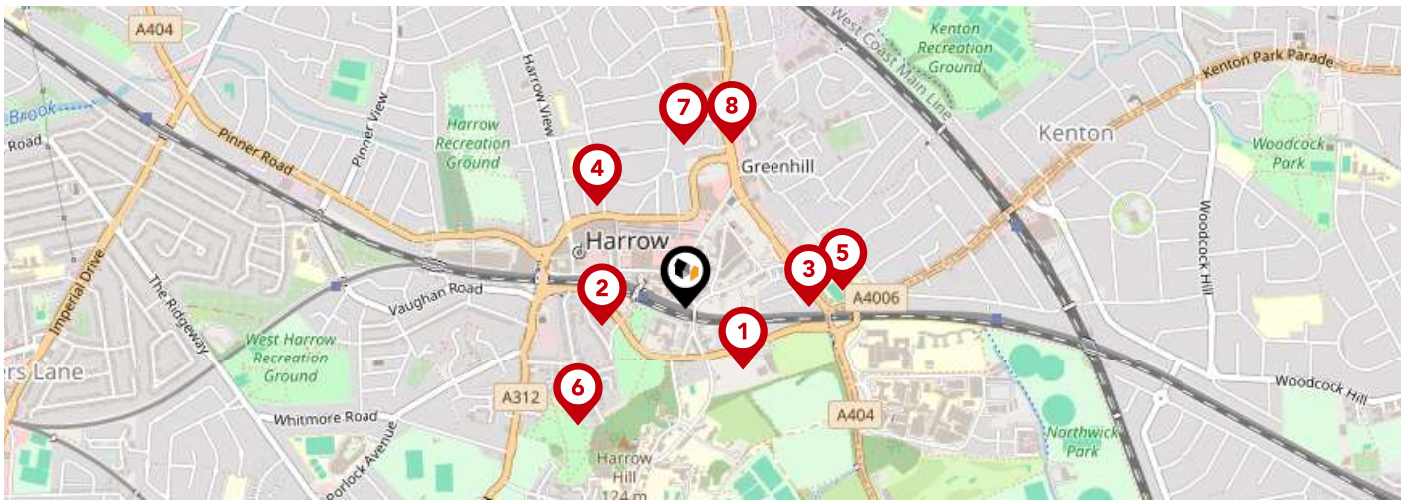 A404
Kenton
Recreation
Ground
West Coast Main Line
Kenton Park Parade
Brook
Road
Pinner View
Harrow View
Harrow
Recreation
Ground
7
8
Kenton
Woodcock
Park
Pinner Road
4
Greenhill
Harrow
Imperial Drive
The Ridgeway
Vaughan Road
2
3
5
A4006
Woodcock Hill
1
West Harrow
Recreation
Ground
ers Lane
6
A312
Whitmore Road
Porlock Avenue
A404
Woodcock Hill
Northwick
Park
Harrow
Hill
124 m